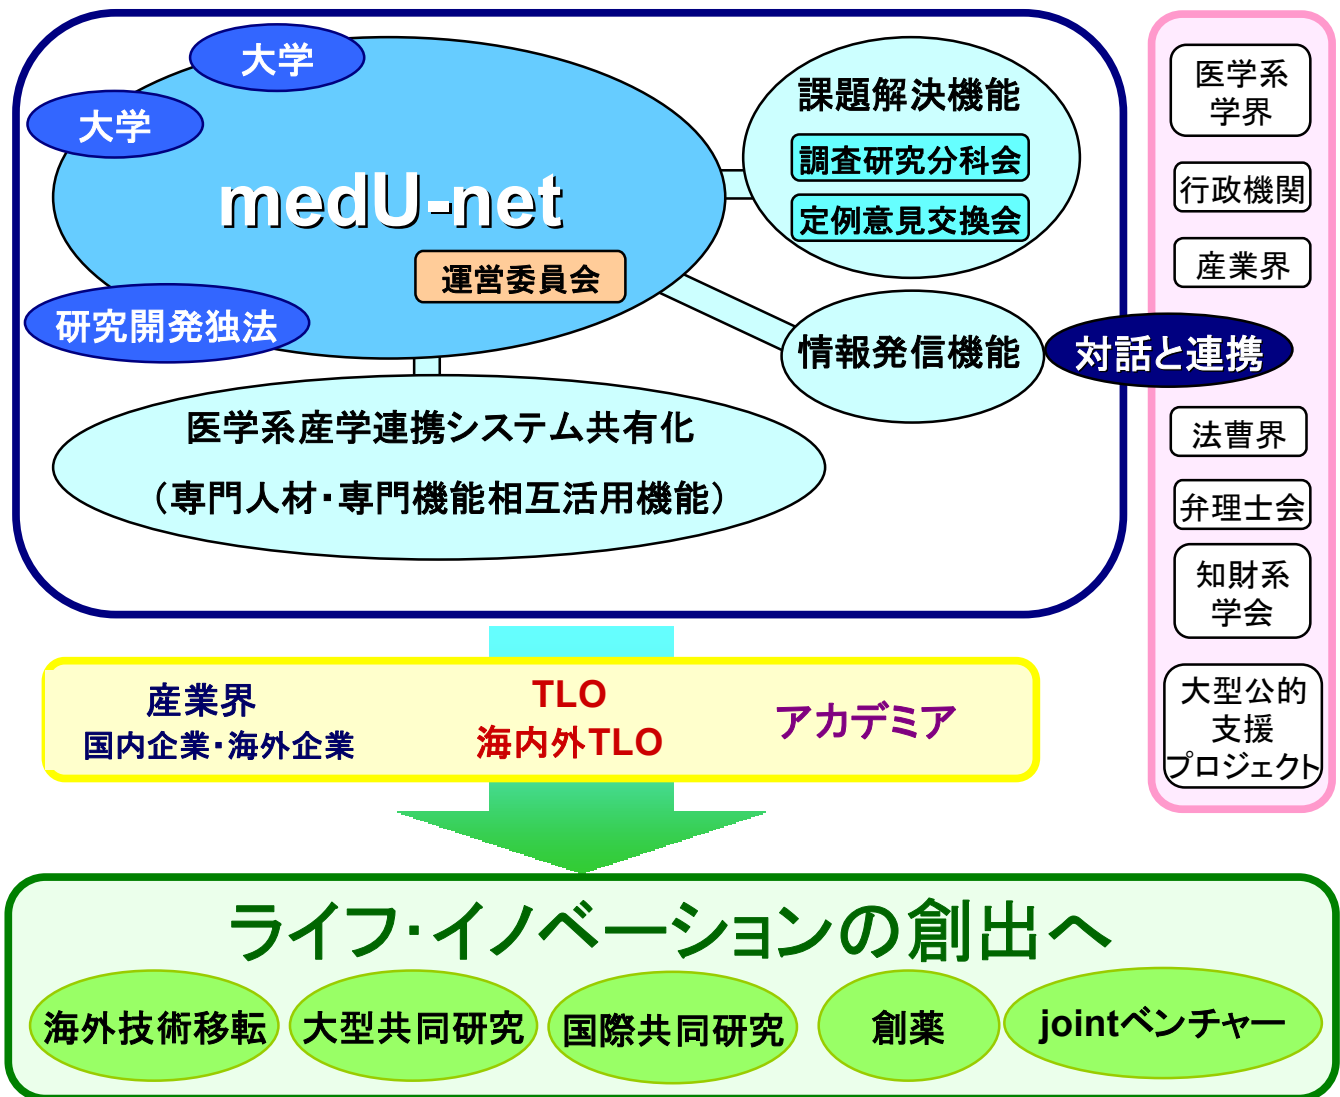 大学
大学
medU-net
運営委員会
研究開発独法
課題解決機能
調査研究分科会
定例意見交換会
情報発信機能
対話と連携
医学系産学連携システム共有化
（専門人材・専門機能相互活用機能）
医学系
学界
行政機関
産業界
法曹界
弁理士会
知財系
学会
大型公的
支援
プロジェクト
産業界
国内企業・海外企業
TLO
海内外TLO
アカデミア
ライフ・イノベーションの創出へ
海外技術移転
大型共同研究
国際共同研究
創薬
jointベンチャー